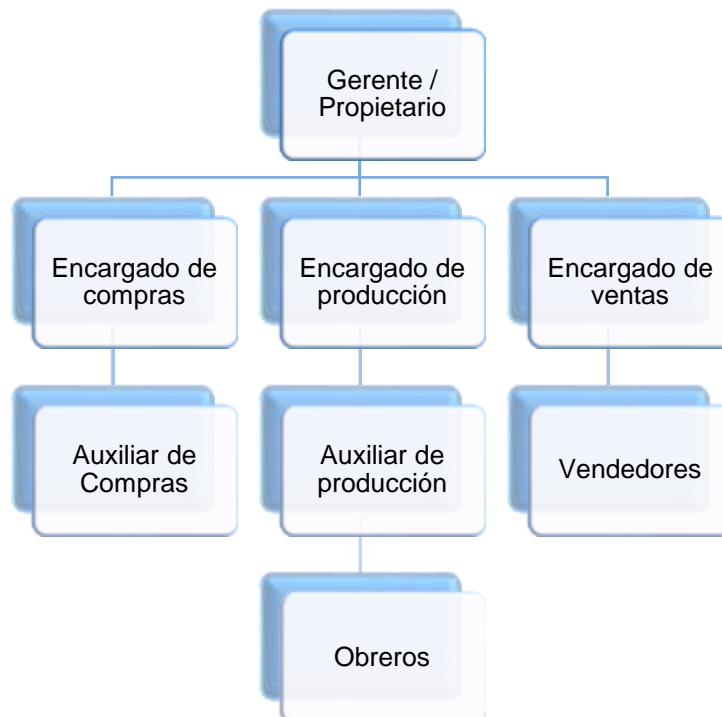 Gerente /
Propietario
Encargado de
compras
Encargado de
producción
Encargado de
ventas
Auxiliar de
Compras
Auxiliar de
producción
Vendedores
Obreros